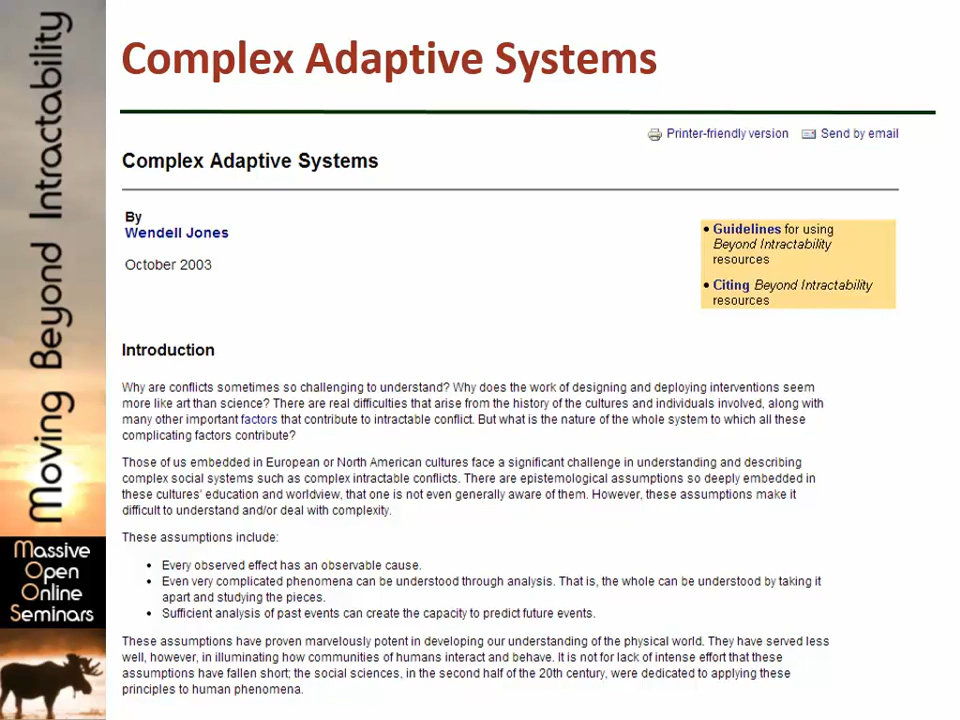 Moving Beyond Intractability
Massive
Open
Online
Seminars
Complex Adaptive Systems
Printer-friendly version Send by email
Complex Adaptive Systems
By
Wendell Jones
October 2003
• Guidelines for using
Beyond Intractability
resources
• Citing Beyond Intractability
resources
Introduction
Why are conflicts sometimes so challenging to understand? Why does the work of designing and deploying interventions seem
more like art than science? There are real difficulties that arise from the history of the cultures and individuals involved, along with
many other important factors that contribute to intractable conflict. But what is the nature of the whole system to which all these
complicating factors contribute?
Those of us embedded in European or North American cultures face a significant challenge in understanding and describing
complex social systems such as complex intractable conflicts. There are epistemological assumptions so deeply embedded in
these cultures' education and worldview, that one is not even generally aware of them. However, these assumptions make it
difficult to understand and/or deal with complexity.
These assumptions include:
• Every observed effect has an observable cause.
• Even very complicated phenomena can be understood through analysis. That is, the whole can be understood by taking it
apart and studying the pieces.
• Sufficient analysis of past events can create the capacity to predict future events.
These assumptions have proven marvelously potent in developing our understanding of the physical world. They have served less
well, however, in illuminating how communities of humans interact and behave. It is not for lack of intense effort that these
assumptions have fallen short; the social sciences, in the second half of the 20th century, were dedicated to applying these
principles to human phenomena.